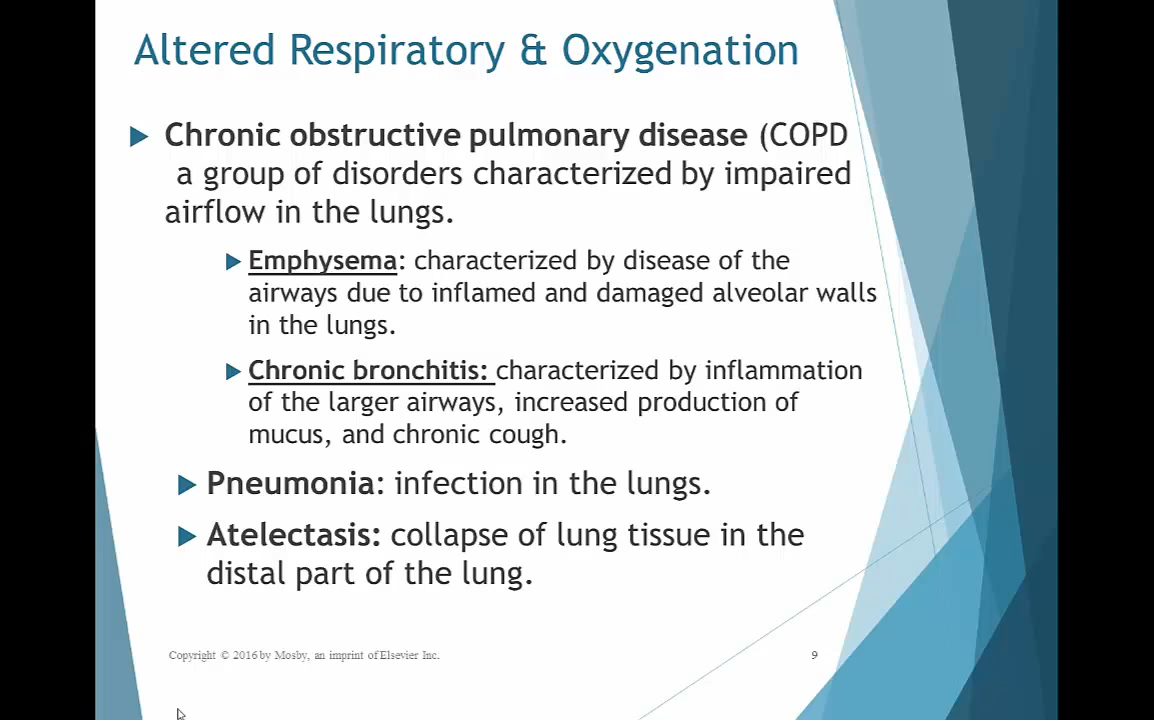 Altered Respiratory & Oxygenation
Chronic obstructive pulmonary disease (COPD
a group of disorders characterized by impaired
airflow in the lungs.
Emphysema: characterized by disease of the
airways due to inflamed and damaged alveolar walls
in the lungs.
Chronic bronchitis: characterized by inflammation
of the larger airways, increased production of
mucus, and chronic cough.
Pneumonia: infection in the lungs.
Atelectasis: collapse of lung tissue in the
distal part of the lung.
Copyright © 2016 by Mosby, an imprint of Elsevier Inc.
9